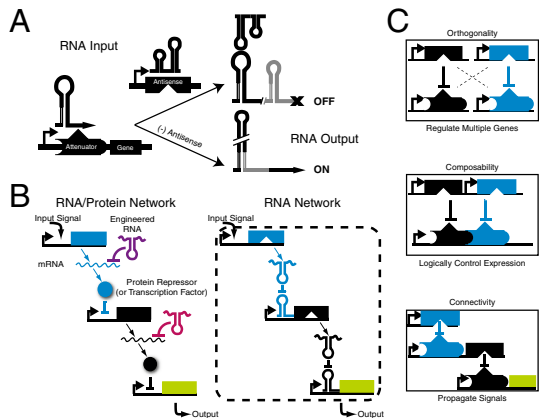 A
RNA Input
Antisense
Attenuator
Gene
(-) Antisense
OFF
RNA Output
ON
B
RNA/Protein Network
Input Signal
Engineered
RNA
mRNA
Protein Repressor
(or Transcription Factor)
Output
RNA Network
Input Signal
Output
C
Orthogonality
Regulate Multiple Genes
Composability
Logically Control Expression
Connectivity
Propagate Signals